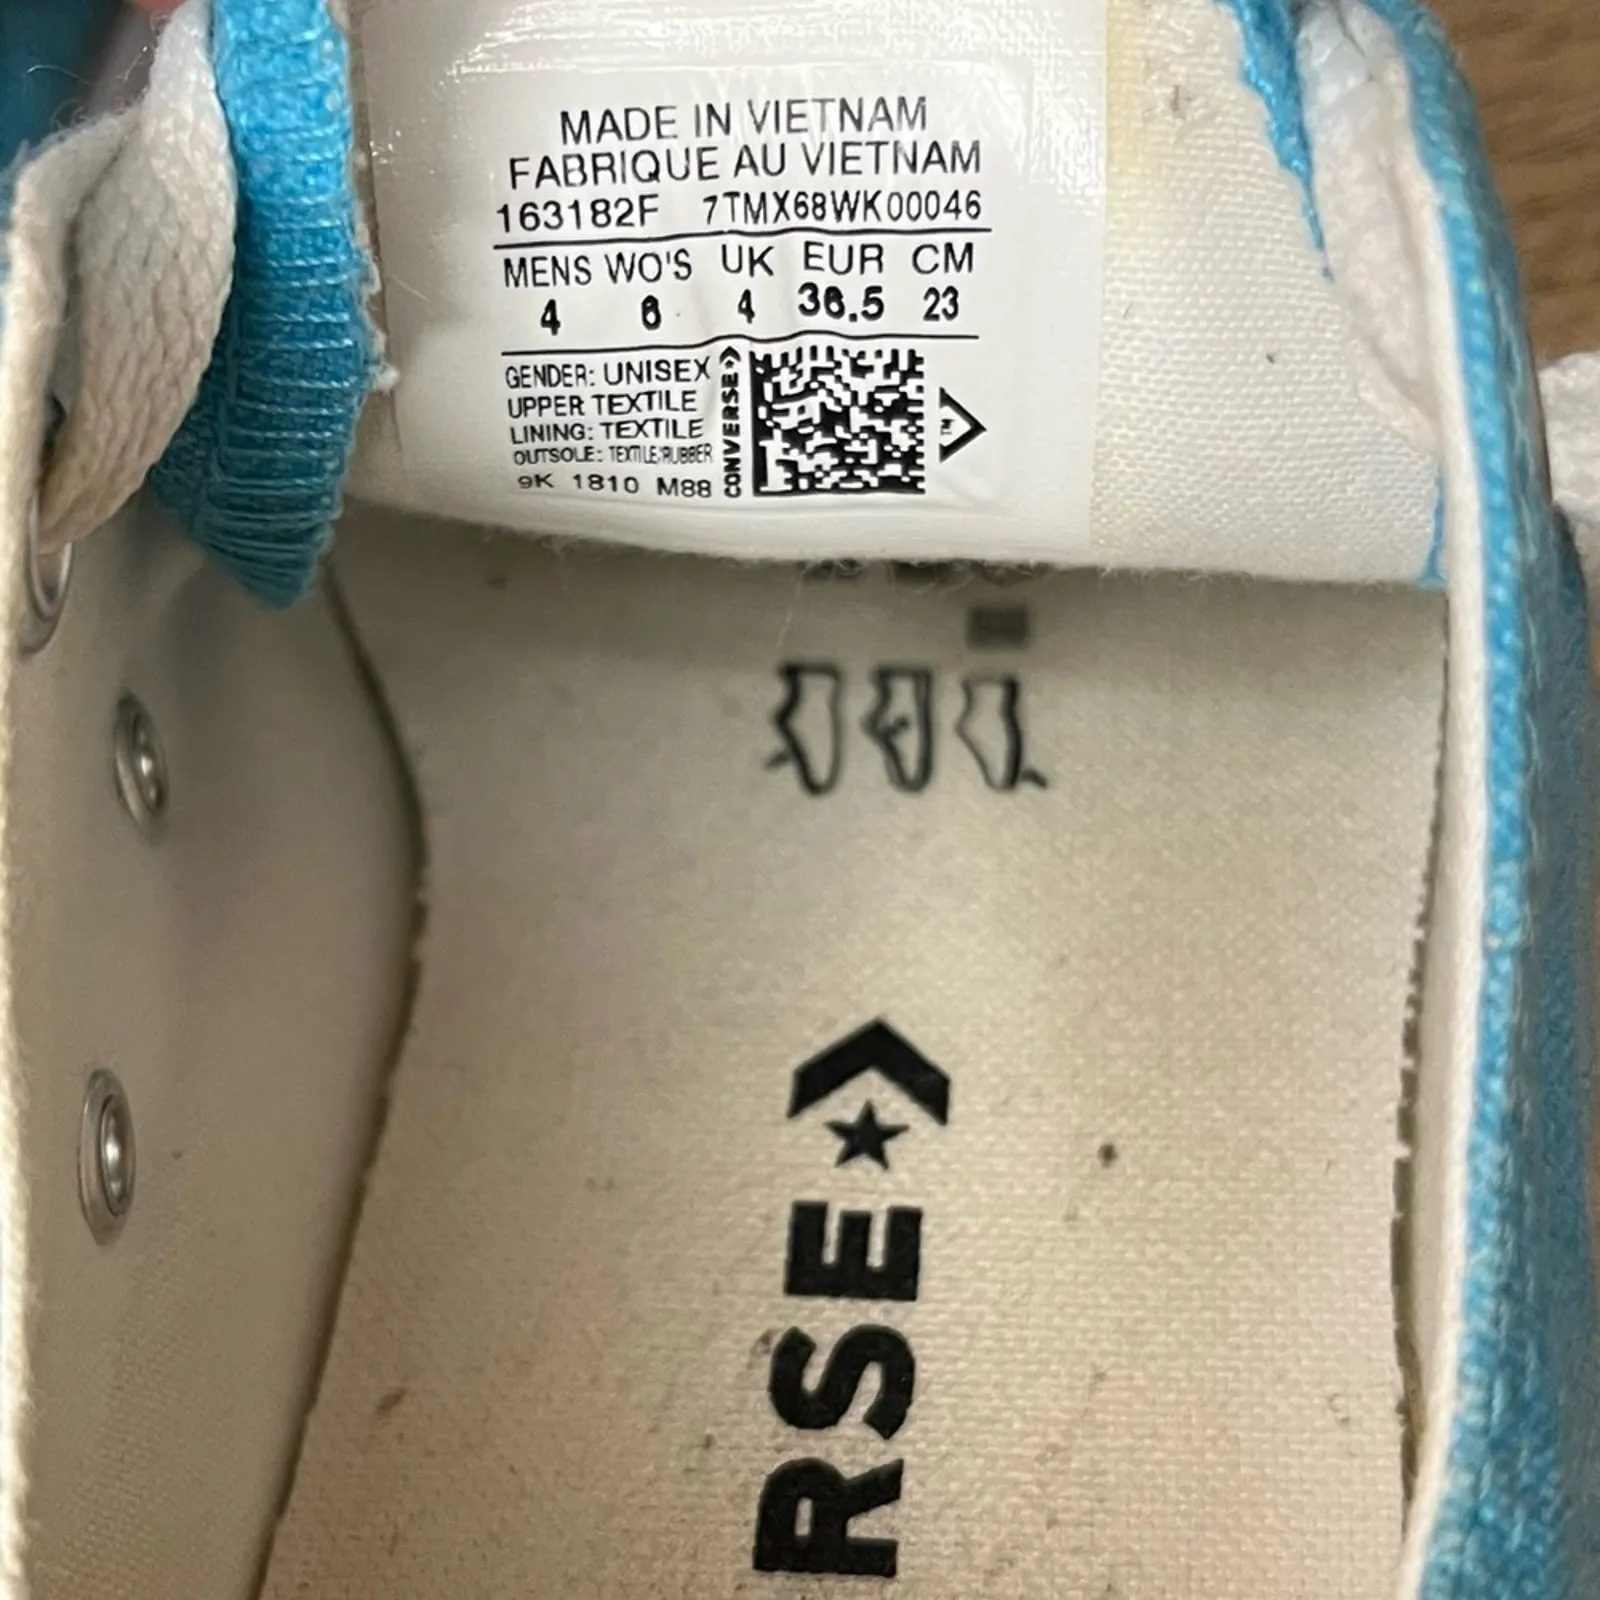 MADE IN VIETNAM
FABRIQUE AU VIETNAM
163182F 7TMX68WK00046
MENS WO'S UK EUR CM
4 6 4 36.5 23
GENDER: UNISEX
UPPER TEXTILE
LINING: TEXTILE
OUTSOLE: TEXTILE/RUBBER
9K 1810 M88
CONVERSE
TM
RSE